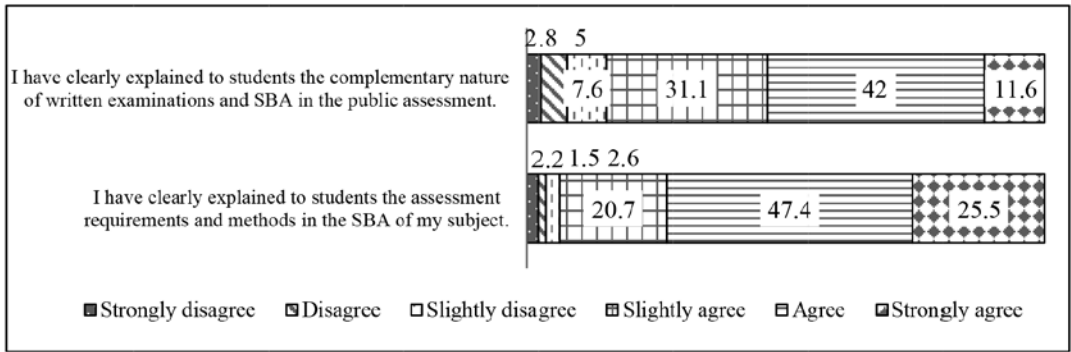 2.8 5
I have clearly explained to students the complementary nature
of written examinations and SBA in the public assessment.
7.6 31.1 42 11.6
2.2 1.5 2.6
I have clearly explained to students the assessment
requirements and methods in the SBA of my subject.
20.7 47.4 25.5
Strongly disagree Disagree Slightly disagree Slightly agree Agree Strongly agree